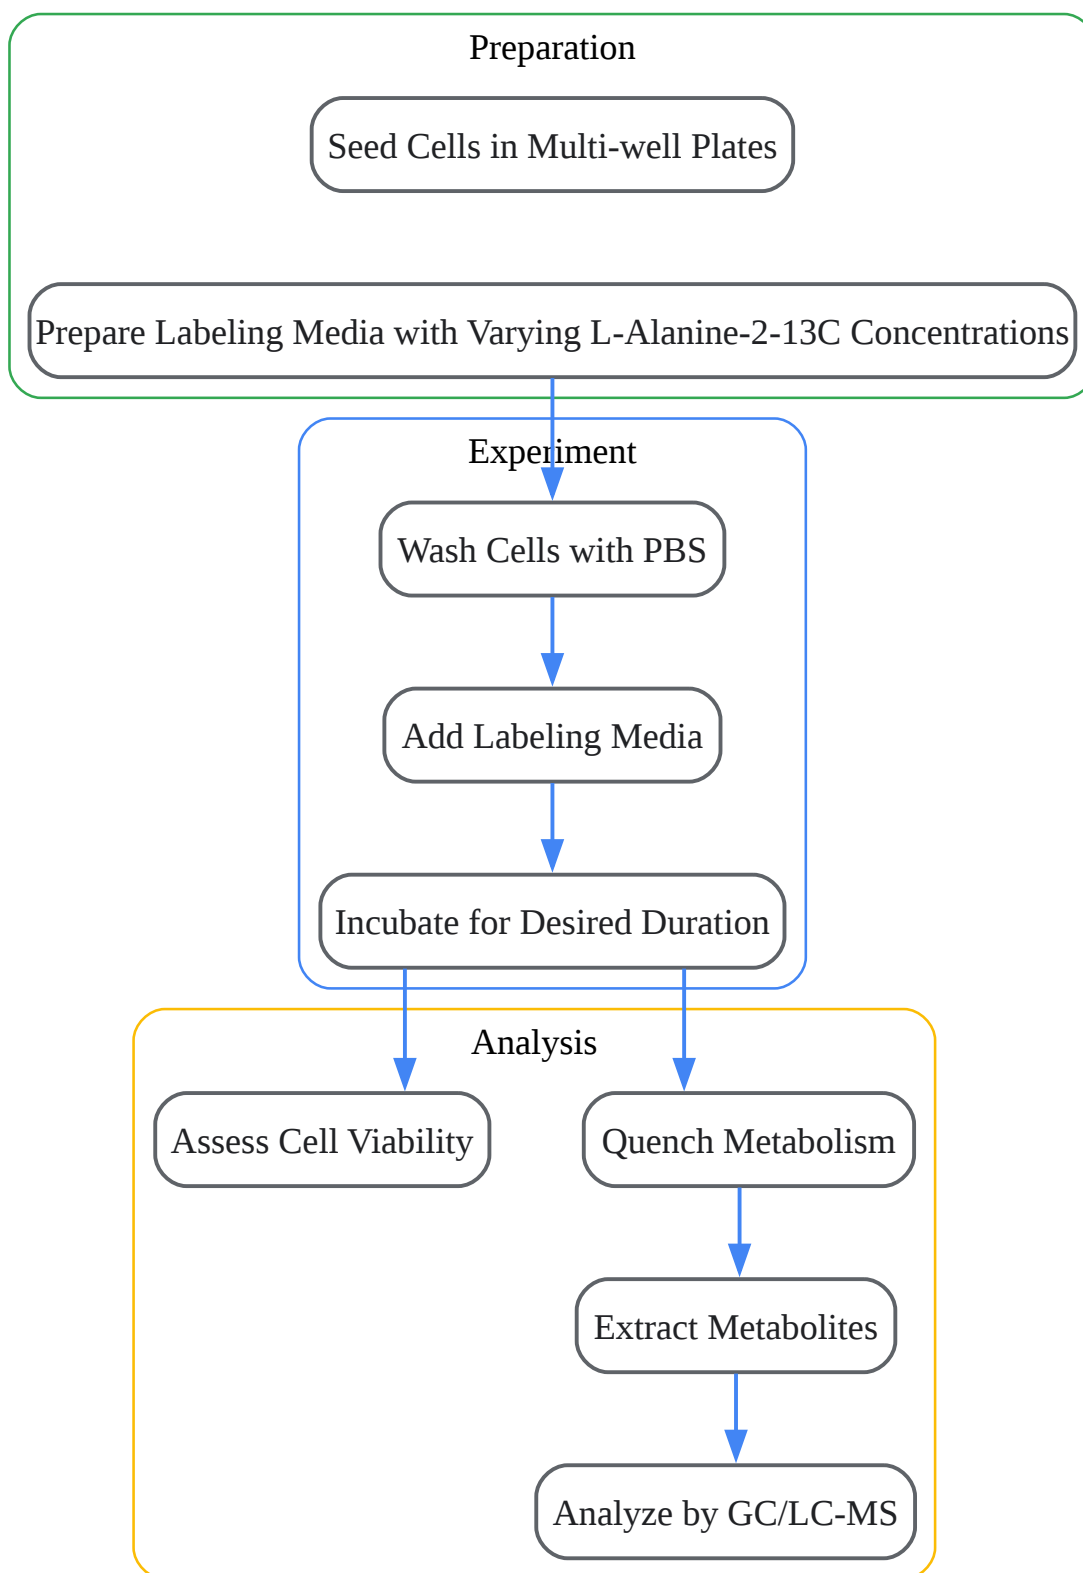 Preparation
Seed Cells in Multi-well Plates
Prepare Labeling Media with Varying L-Alanine-2-13C Concentrations
Experiment
Wash Cells with PBS
Add Labeling Media
Incubate for Desired Duration
Analysis
Assess Cell Viability
Quench Metabolism
Extract Metabolites
Analyze by GC/LC-MS